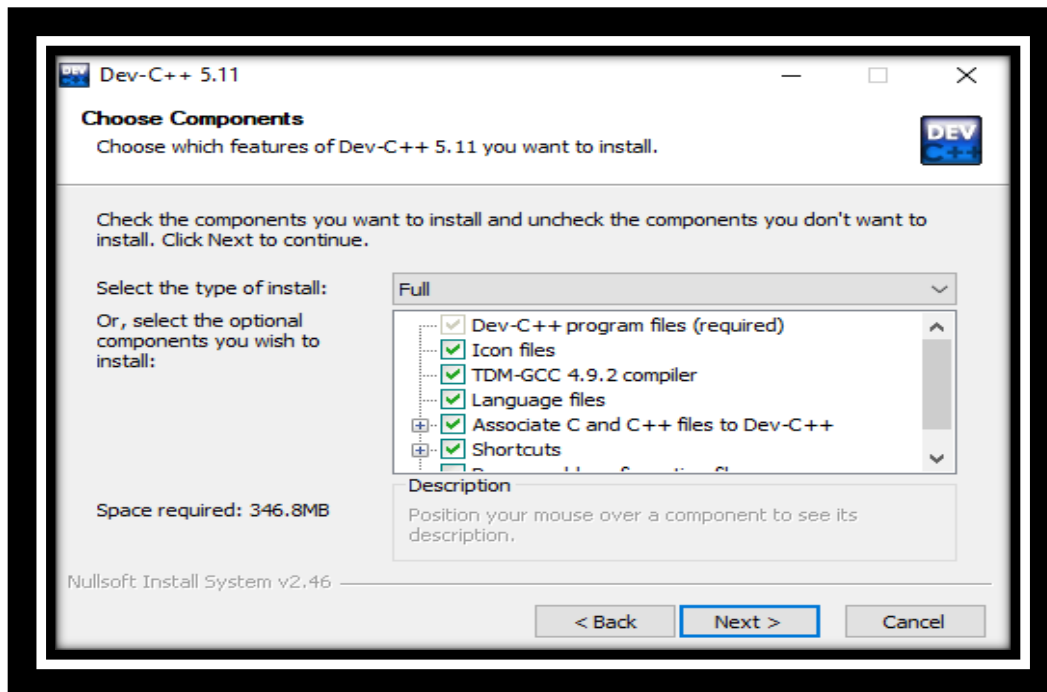 Dev-C++ 5.11
Choose Components
Choose which features of Dev-C++ 5.11 you want to install.
DEV
C++
Check the components you want to install and uncheck the components you don't want to
install. Click Next to continue.
Select the type of install:
Full
Or, select the optional
components you wish to
install:
Dev-C++ program files (required)
Icon files
TDM-GCC 4.9.2 compiler
Language files
Associate C and C++ files to Dev-C++
Shortcuts
Space required: 346.8MB
Description
Position your mouse over a component to see its
description.
Nullsoft Install System v2.46
< Back
Next >
Cancel